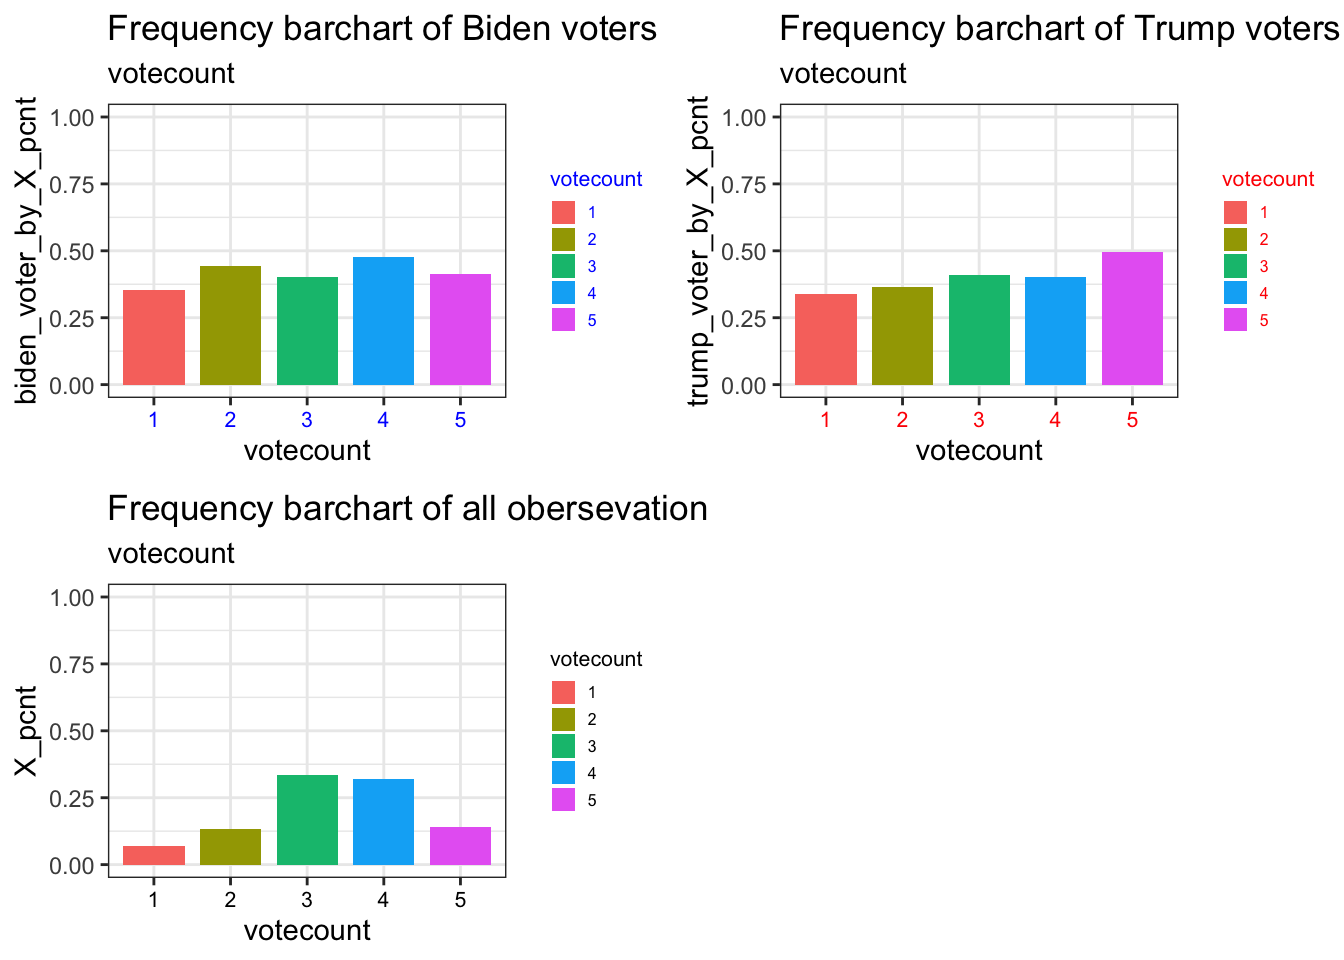 Frequency barchart of Biden voters
votecount
biden_voter_by_X_pcnt
1.00
0.75
0.50
0.25
0.00
1 2 3 4 5
votecount
votecount
1
2
3
4
5
Frequency barchart of Trump voters
votecount
trump_voter_by_X_pcnt
1.00
0.75
0.50
0.25
0.00
1 2 3 4 5
votecount
votecount
1
2
3
4
5
Frequency barchart of all obersevation
votecount
X_pcnt
1.00
0.75
0.50
0.25
0.00
1 2 3 4 5
votecount
votecount
1
2
3
4
5